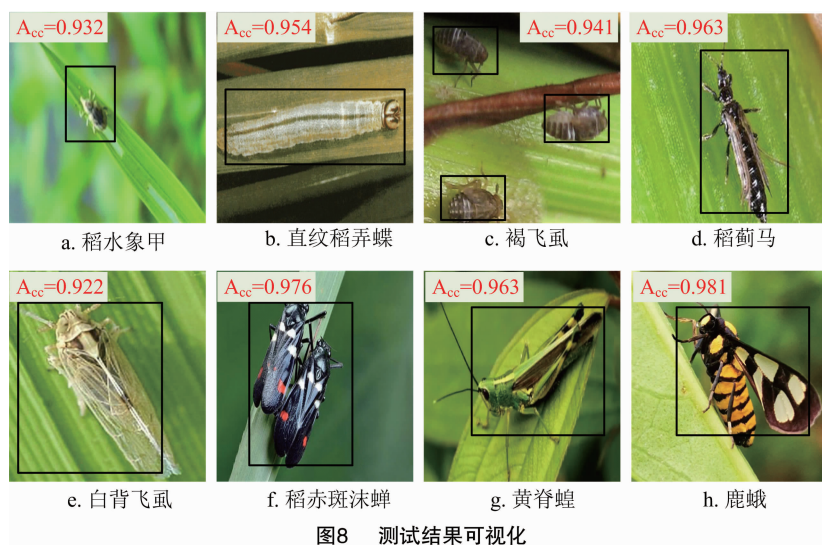 Acc=0.932
Acc=0.954
Acc=0.941
Acc=0.963
a. 稻水象甲
b. 直纹稻弄蝶
c. 褐飞虱
d. 稻蓟马
Acc=0.922
Acc=0.976
Acc=0.963
Acc=0.981
e. 白背飞虱
f. 稻赤斑沫蝉
g. 黄脊蝗
h. 鹿蛾
图8 测试结果可视化